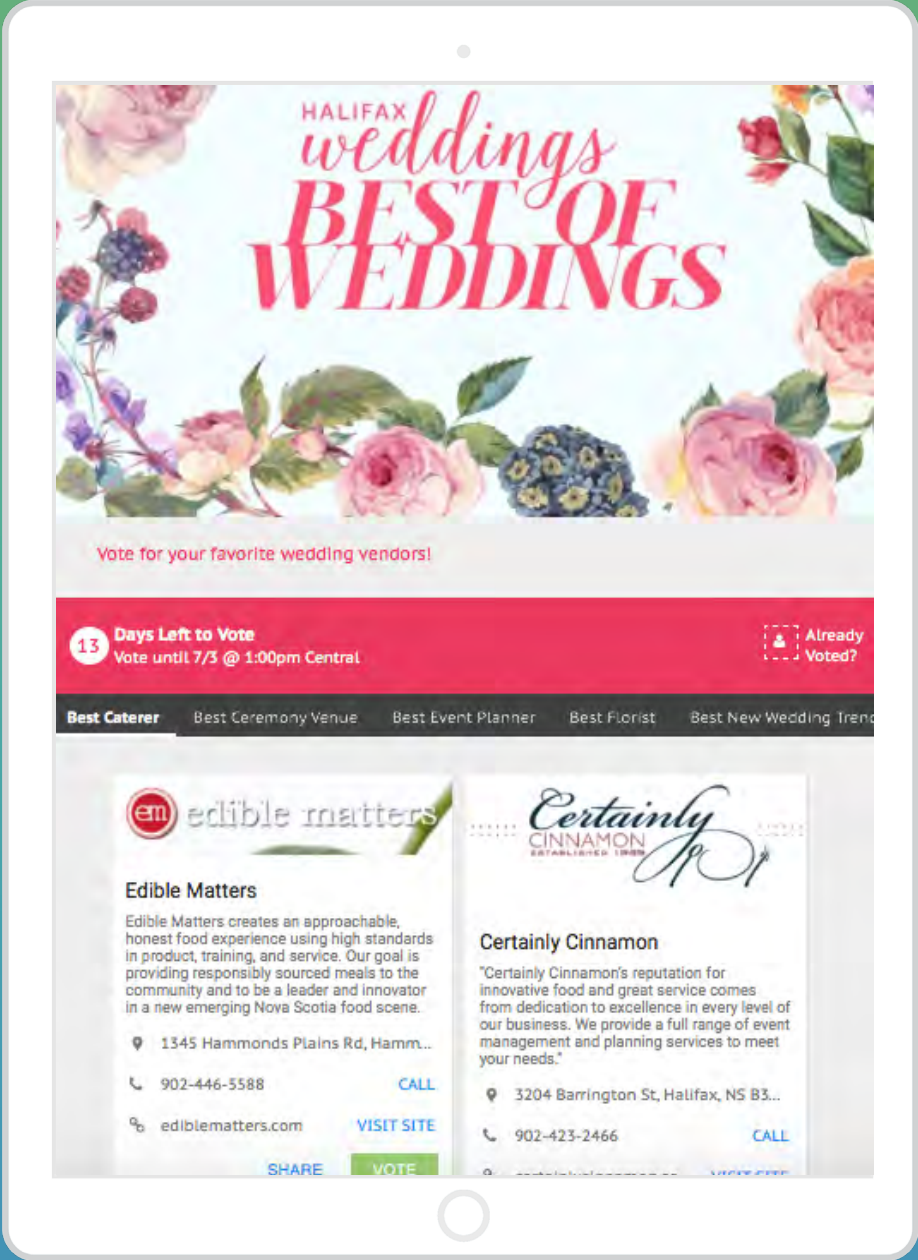 HALIFAX
weddings
BEST OF
WEDDINGS
Vote for your favorite wedding vendors!
13
Days Left to Vote
Vote until 7/3 @ 1:00pm Central
Already
Voted?
Best Caterer Best Ceremony Venue Best Event Planner Best Florist Best New Wedding Trend
em edible matters
Edible Matters
Edible Matters creates an approachable,
honest food experience using high standards
in product, training, and service. Our goal is
providing responsibly sourced meals to the
community and to be a leader and innovator
in a new emerging Nova Scotia food scene.
1345 Hammonds Plains Rd, Hamm...
902-446-5588 CALL
ediblematters.com VISIT SITE
SHARE VOTE
Certainly
CINNAMON
ESTABLISHED
Certainly Cinnamon
"Certainly Cinnamon's reputation for
innovative food and great service comes
from dedication to excellence in every level of
our business. We provide a full range of event
management and planning services to meet
your needs."
3204 Barrington St, Halifax, NS B3...
902-423-2466 CALL
VISIT SITE